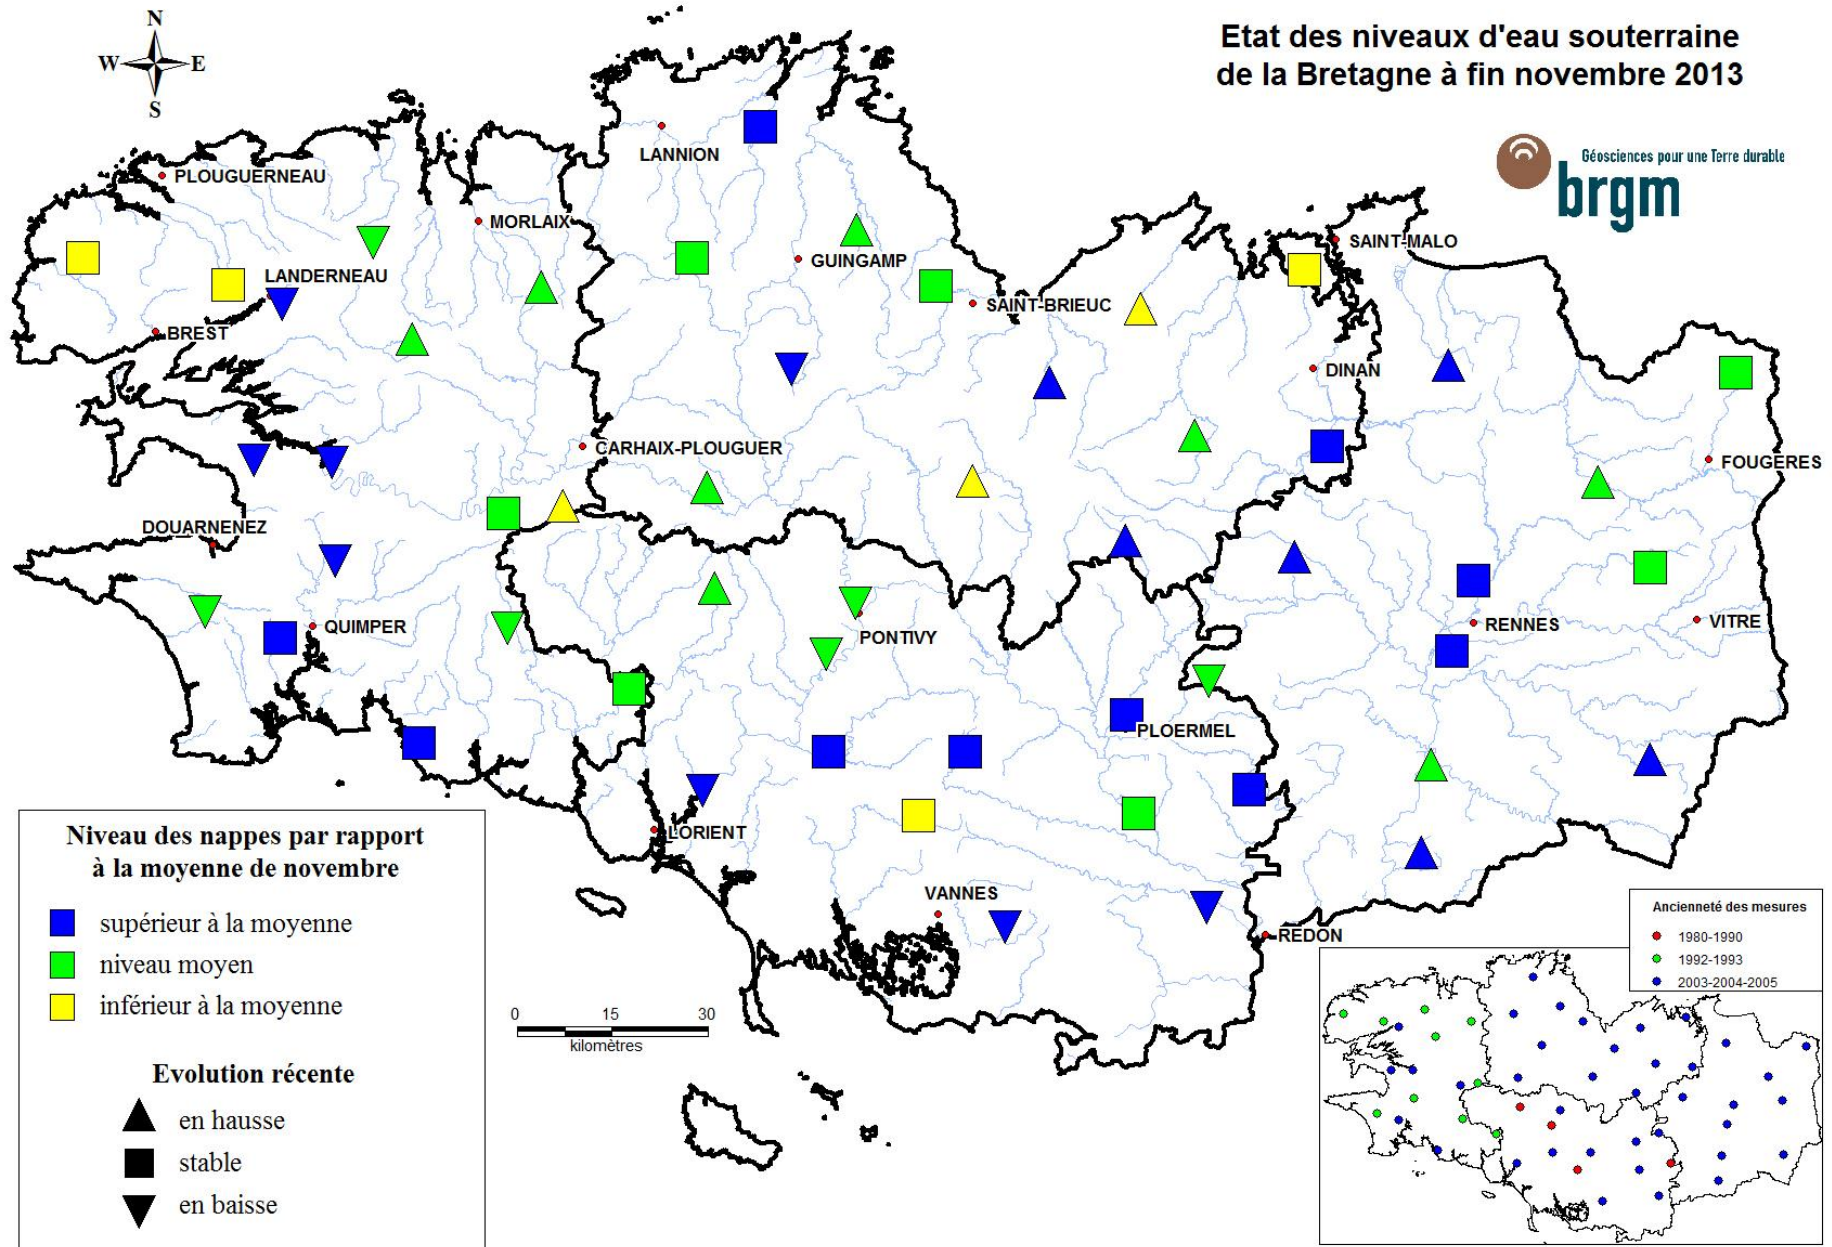 N
W E
S
Etat des niveaux d'eau souterraine
de la Bretagne à fin novembre 2013
Géosciences pour une Terre durable
brgm
LANNION
PLOUGUERNEAU
MORLAIX
SAINT-MALO
GUINGAMP
LANDERNEAU
SAINT-BRIEUC
BREST
DINAN
CARHAIX-PLOUGUER
FOUGERES
DOUARNENEZ
QUIMPER
PONTIVY
RENNES
VITRE
PLOERMEL
LORIENT
VANNES
REDON
Niveau des nappes par rapport
à la moyenne de novembre
supérieur à la moyenne
niveau moyen
inférieur à la moyenne
Evolution récente
en hausse
stable
en baisse
0 15 30
kilomètres
Ancienneté des mesures
1980-1990
1992-1993
2003-2004-2005